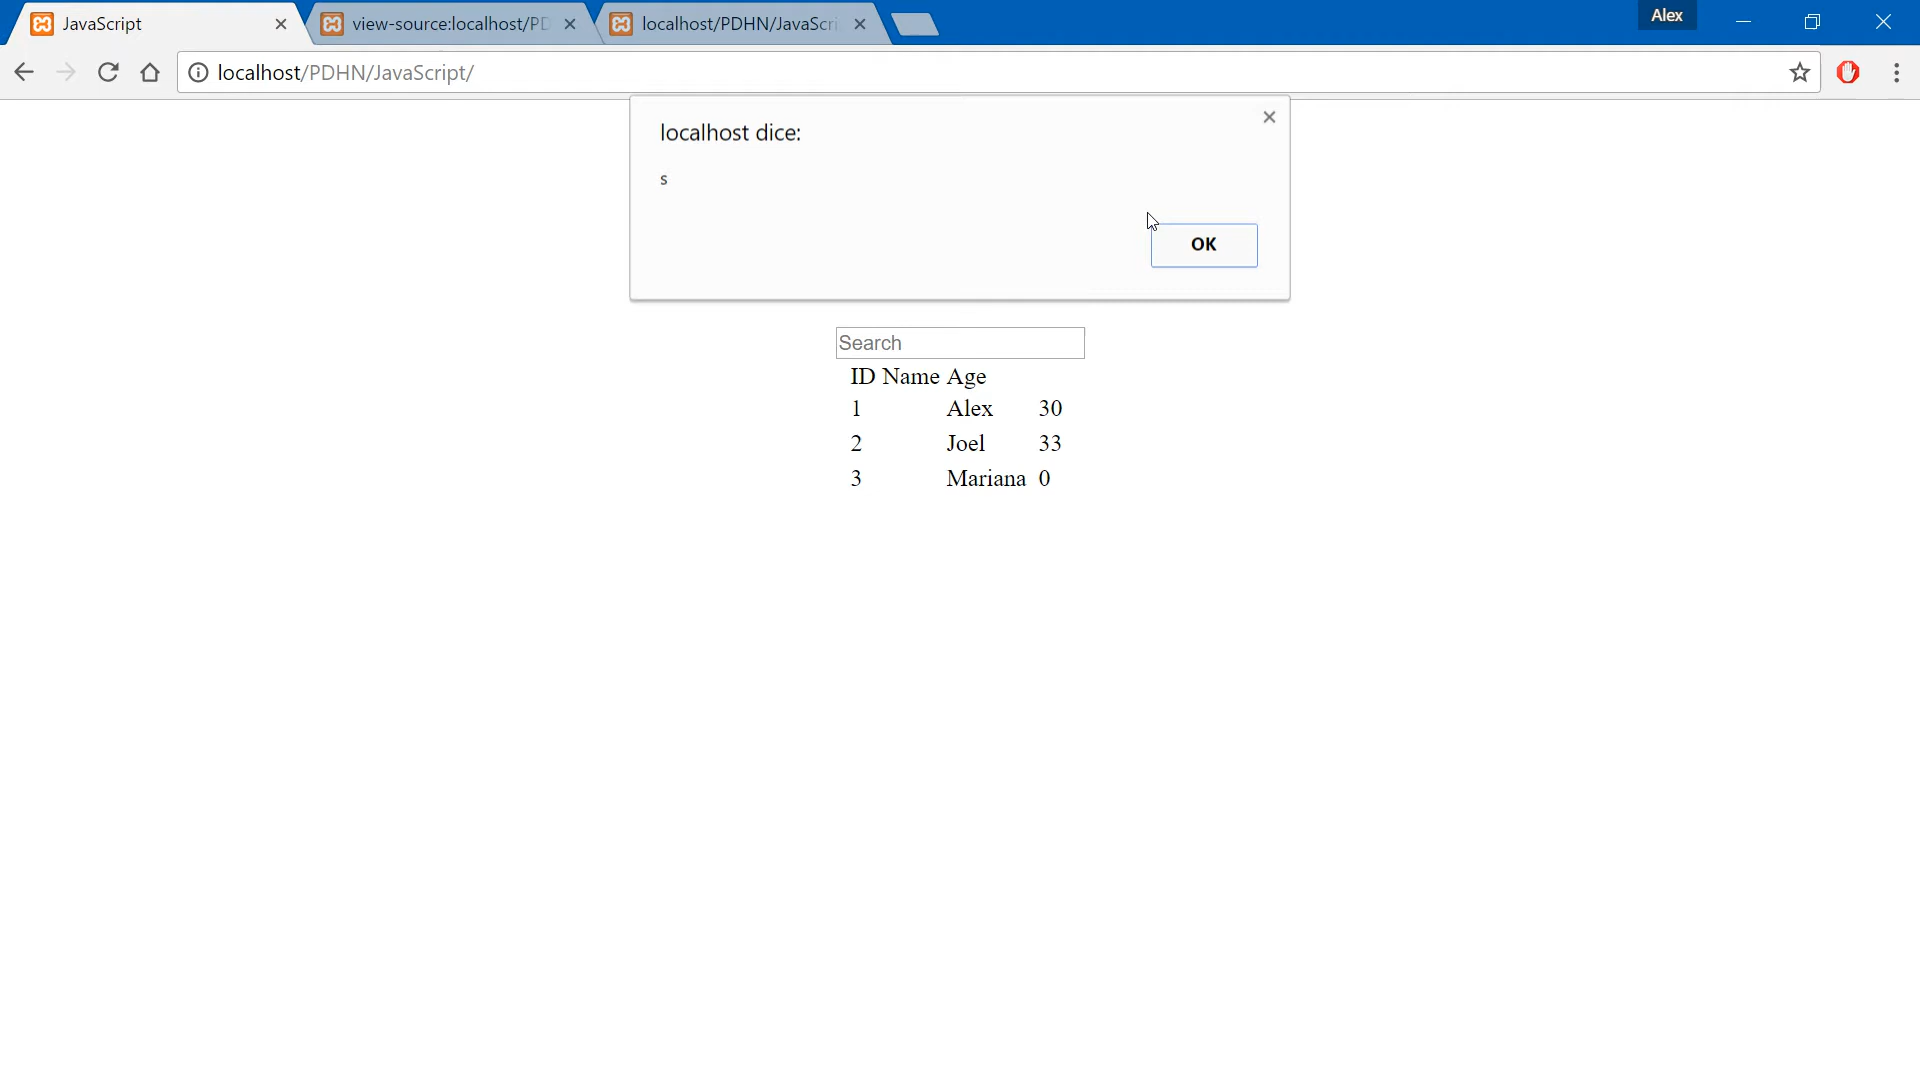 JavaScript
view-source:localhost/PD
localhost/PDHN/JavaScri
Alex
localhost/PDHN/JavaScript/
localhost dice:
s
OK
Search
ID Name Age
1 Alex 30
2 Joel 33
3 Mariana 0